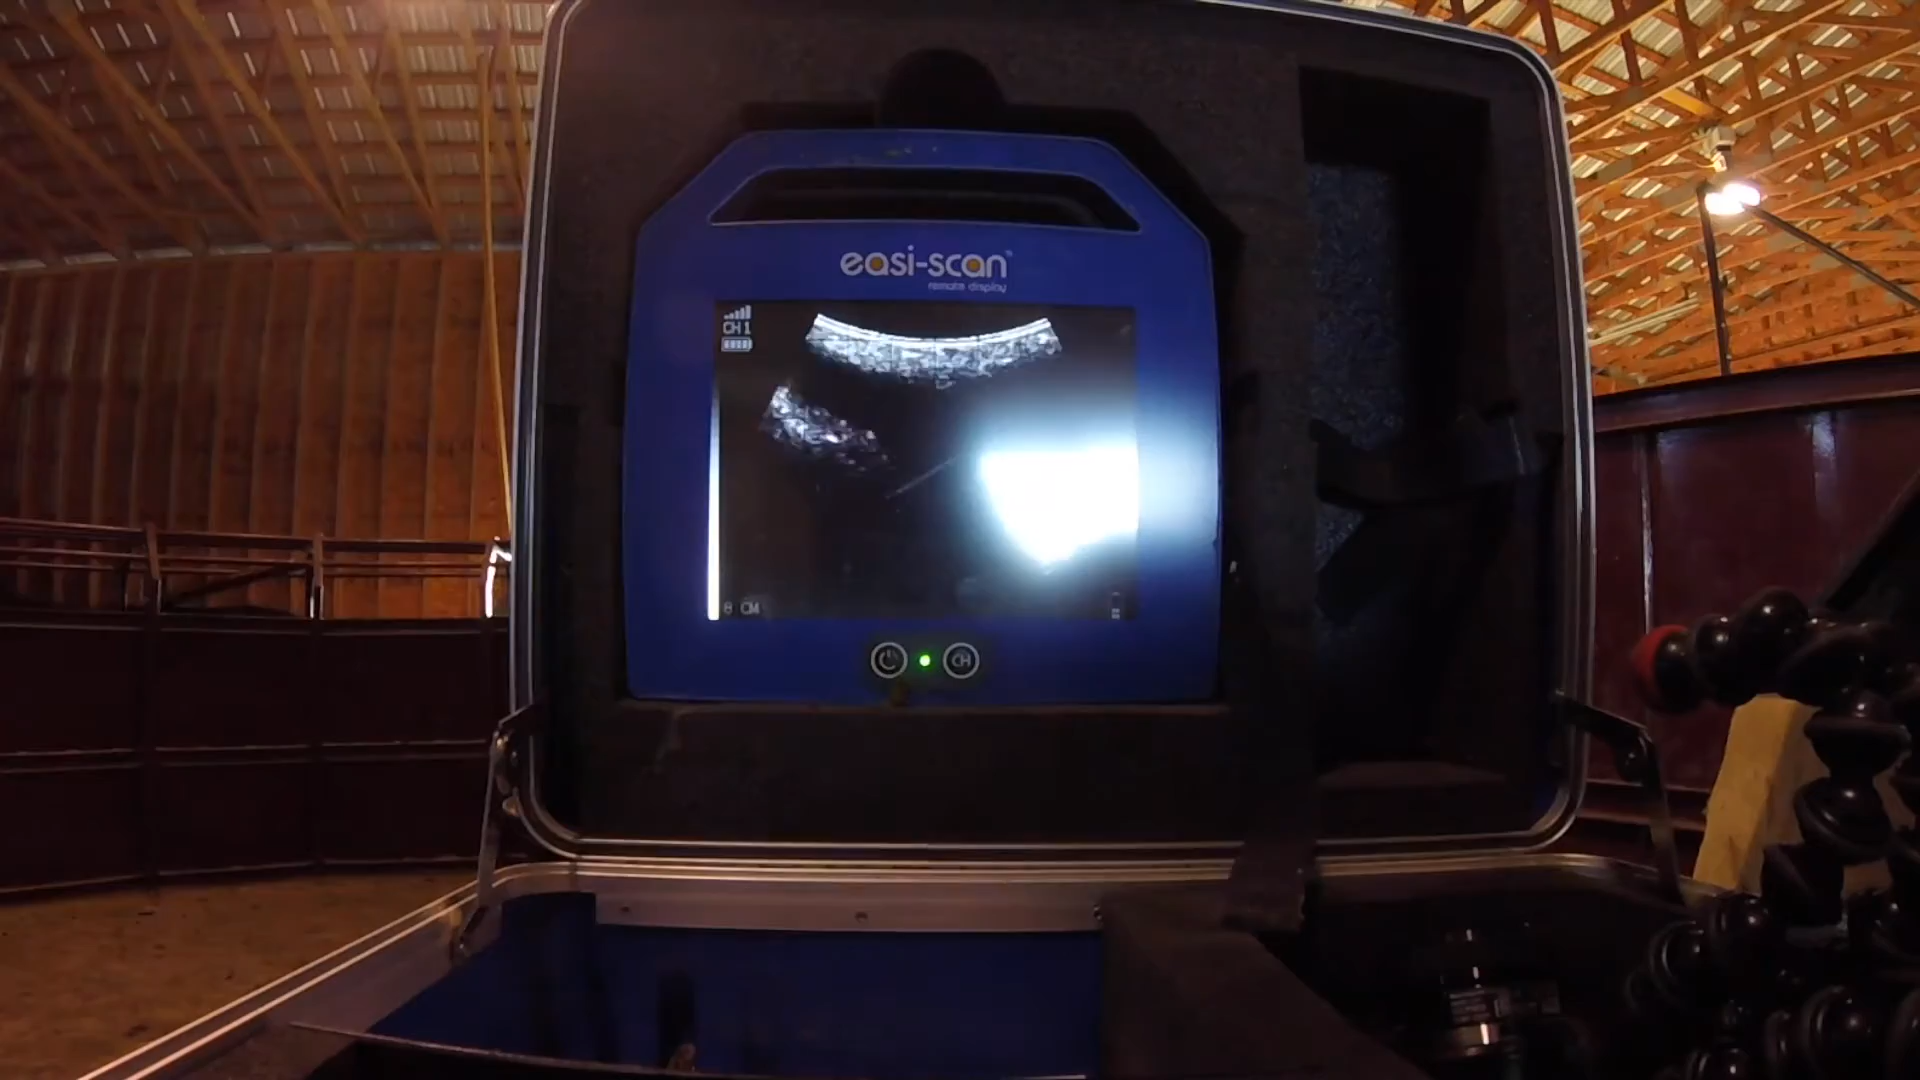 easi-scan
remote display
CH 1
8 CM
CH